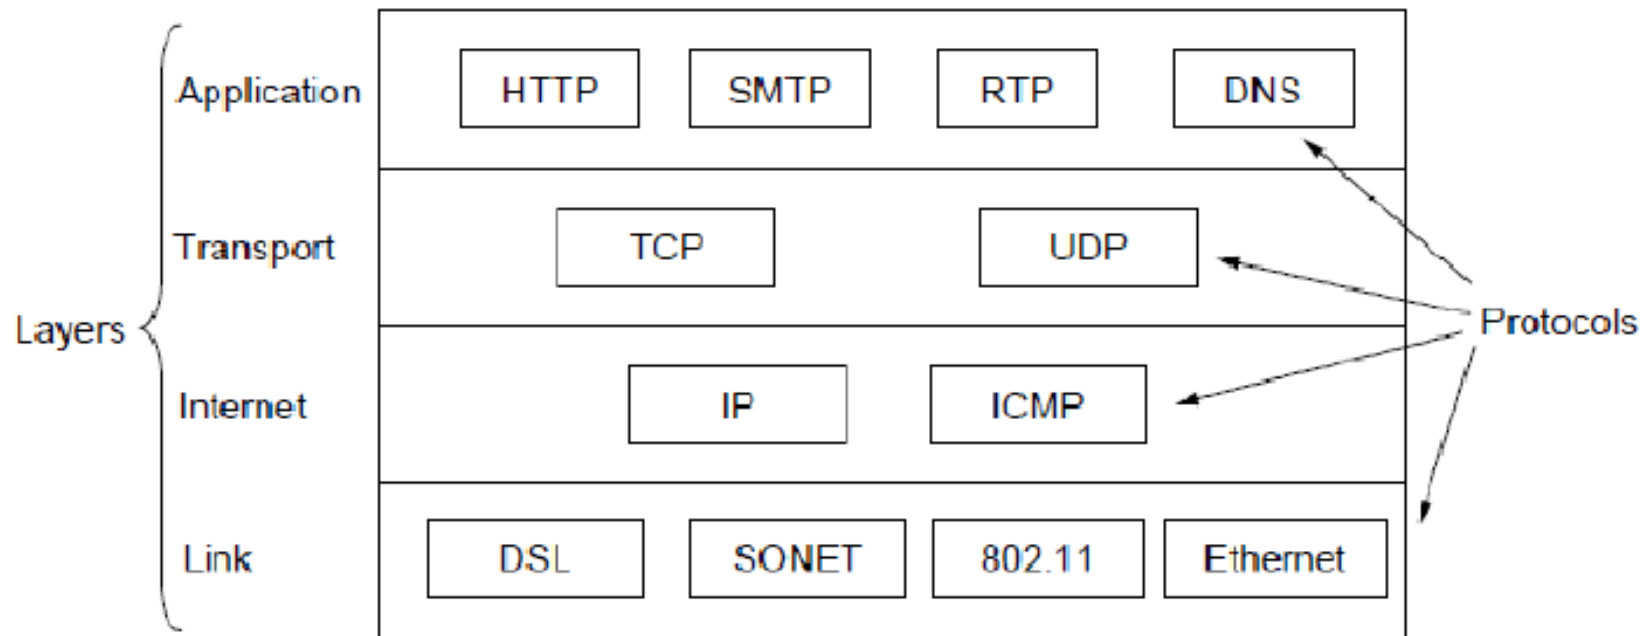 Application
HTTP
SMTP
RTP
DNS
Transport
TCP
UDP
Layers
Protocols
Internet
IP
ICMP
Link
DSL
SONET
802.11
Ethernet